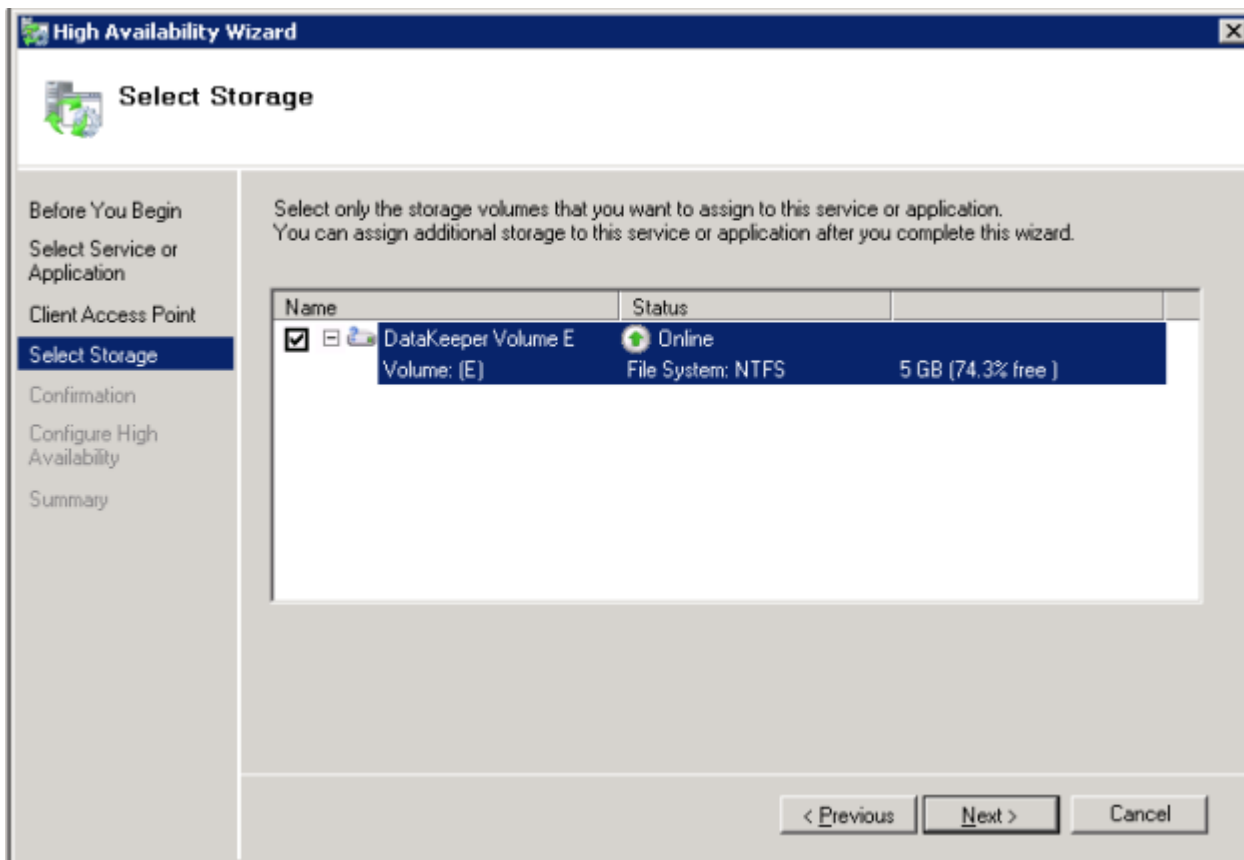 High Availability Wizard
Select Storage
Before You Begin
Select Service or
Application
Client Access Point
Select Storage
Confirmation
Configure High
Availability
Summary
Select only the storage volumes that you want to assign to this service or application.
You can assign additional storage to this service or application after you complete this wizard.
Name Status
DataKeeper Volume E Online
Volume: (E) File System: NTFS 5 GB (74.3% free )
< Previous Next > Cancel